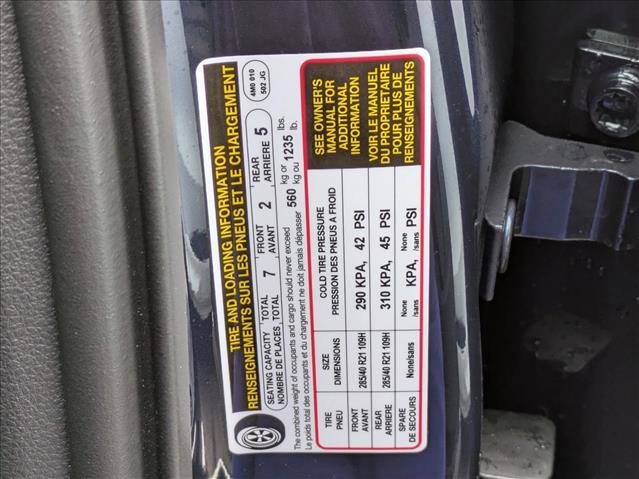 TIRE AND LOADING INFORMATION
RENSEIGNEMENTS SUR LES PNEUS ET LE CHARGEMENT
4M0 010
502 JG
SEATING CAPACITY TOTAL 7 FRONT 2 REAR 5
NOMBRE DE PLACES TOTAL AVANT ARRIERE
The combined weight of occupants and cargo should never exceed 560 kg or 1235 lbs.
Le poids total des occupants et du chargement ne doit jamais dépasser kg ou lb.
TIRE SIZE COLD TIRE PRESSURE
PNEU DIMENSIONS PRESSION DES PNEUS A FROID
FRONT 285/40 R21 109H 290 KPA, 42 PSI
AVANT
REAR 285/40 R21 109H 310 KPA, 45 PSI
ARRIERE
SPARE None/sans None/sans KPA, None/sans PSI
DE SECOURS
SEE OWNER'S
MANUAL FOR
ADDITIONAL
INFORMATION
VOIR LE MANUEL
DU PROPRIETAIRE
POUR PLUS DE
RENSEIGNEMENTS